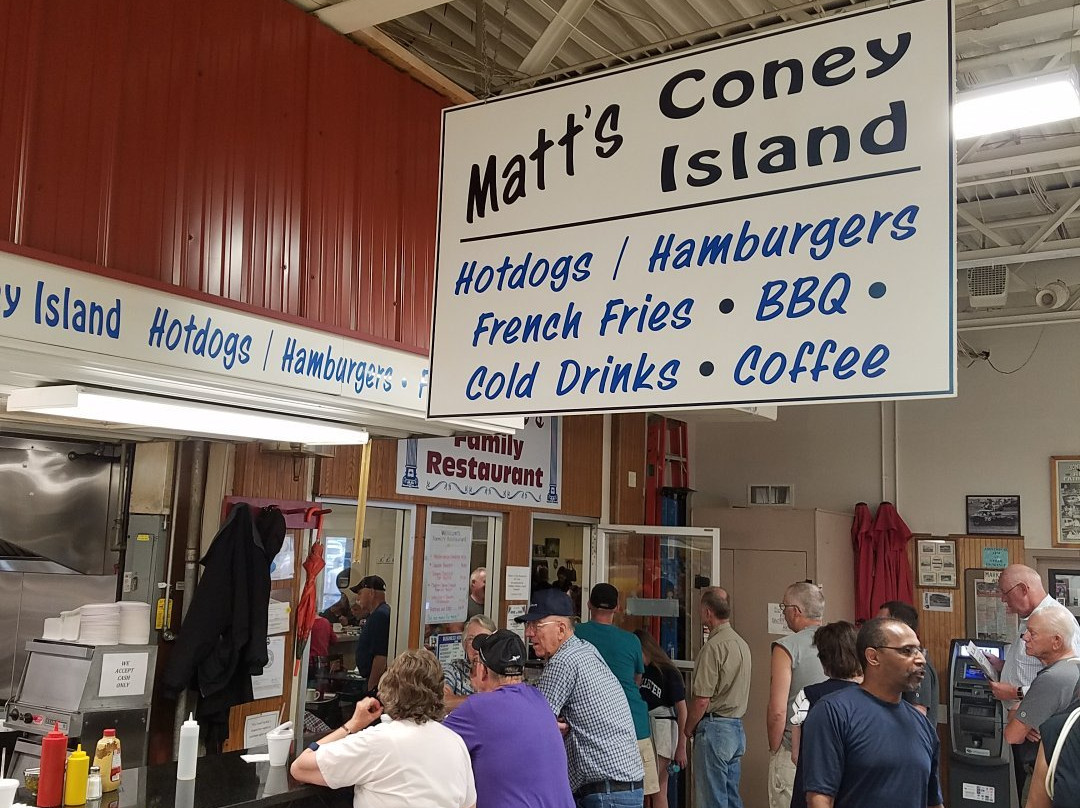 Matt's Coney
Island
Hotdogs / Hamburgers
French Fries • BBQ •
Cold Drinks • Coffee
y Island Hotdogs / Hamburgers • F
Family
Restaurant
WE
ACCEPT
CASH
ONLY